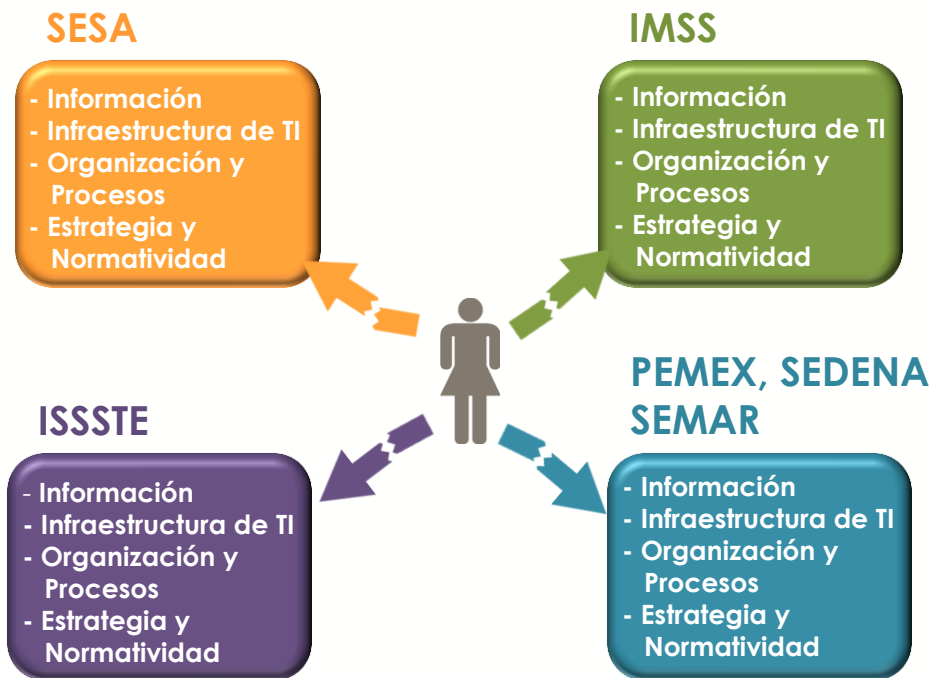 SESA
- Información
- Infraestructura de TI
- Organización y
Procesos
- Estrategia y
Normatividad
IMSS
- Información
- Infraestructura de TI
- Organización y
Procesos
- Estrategia y
Normatividad
ISSSTE
- Información
- Infraestructura de TI
- Organización y
Procesos
- Estrategia y
Normatividad
PEMEX, SEDENA
SEMAR
- Información
- Infraestructura de TI
- Organización y
Procesos
- Estrategia y
Normatividad